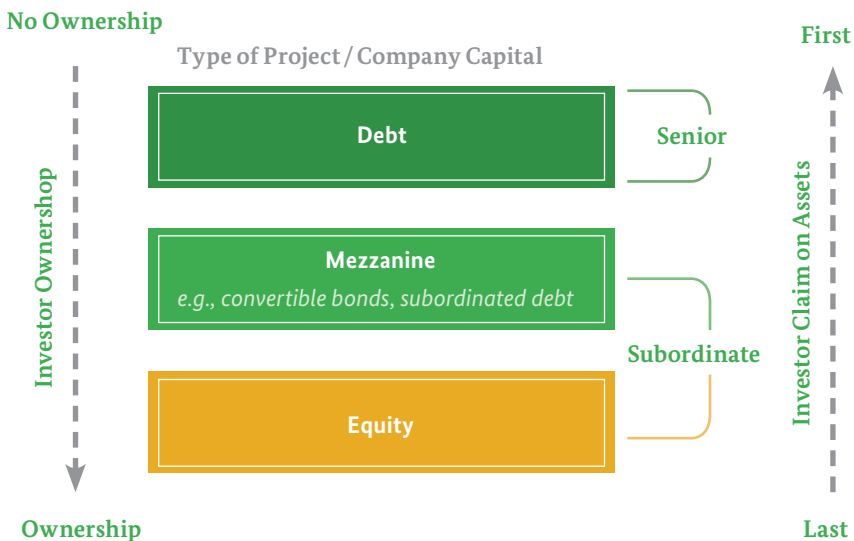 No Ownership
First
Type of Project / Company Capital
Debt
Senior
Investor Ownershop
Investor Claim on Assets
Mezzanine
e.g., convertible bonds, subordinated debt
Subordinate
Equity
Ownership
Last